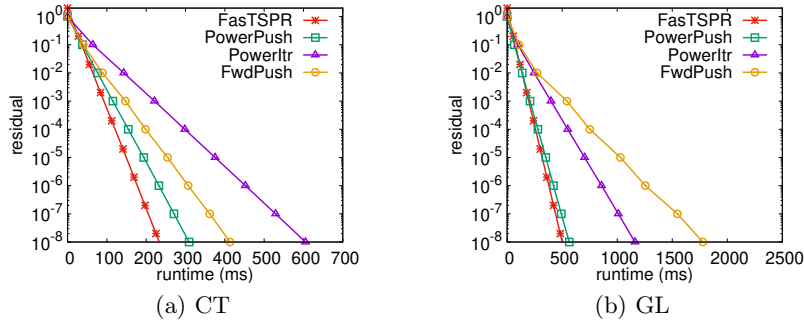 residual
10^0
10^-1
10^-2
10^-3
10^-4
10^-5
10^-6
10^-7
10^-8
FasTSPR
PowerPush
PowerItr
FwdPush
0 100 200 300 400 500 600 700
runtime (ms)
(a) CT
residual
10^0
10^-1
10^-2
10^-3
10^-4
10^-5
10^-6
10^-7
10^-8
FasTSPR
PowerPush
PowerItr
FwdPush
0 500 1000 1500 2000 2500
runtime (ms)
(b) GL